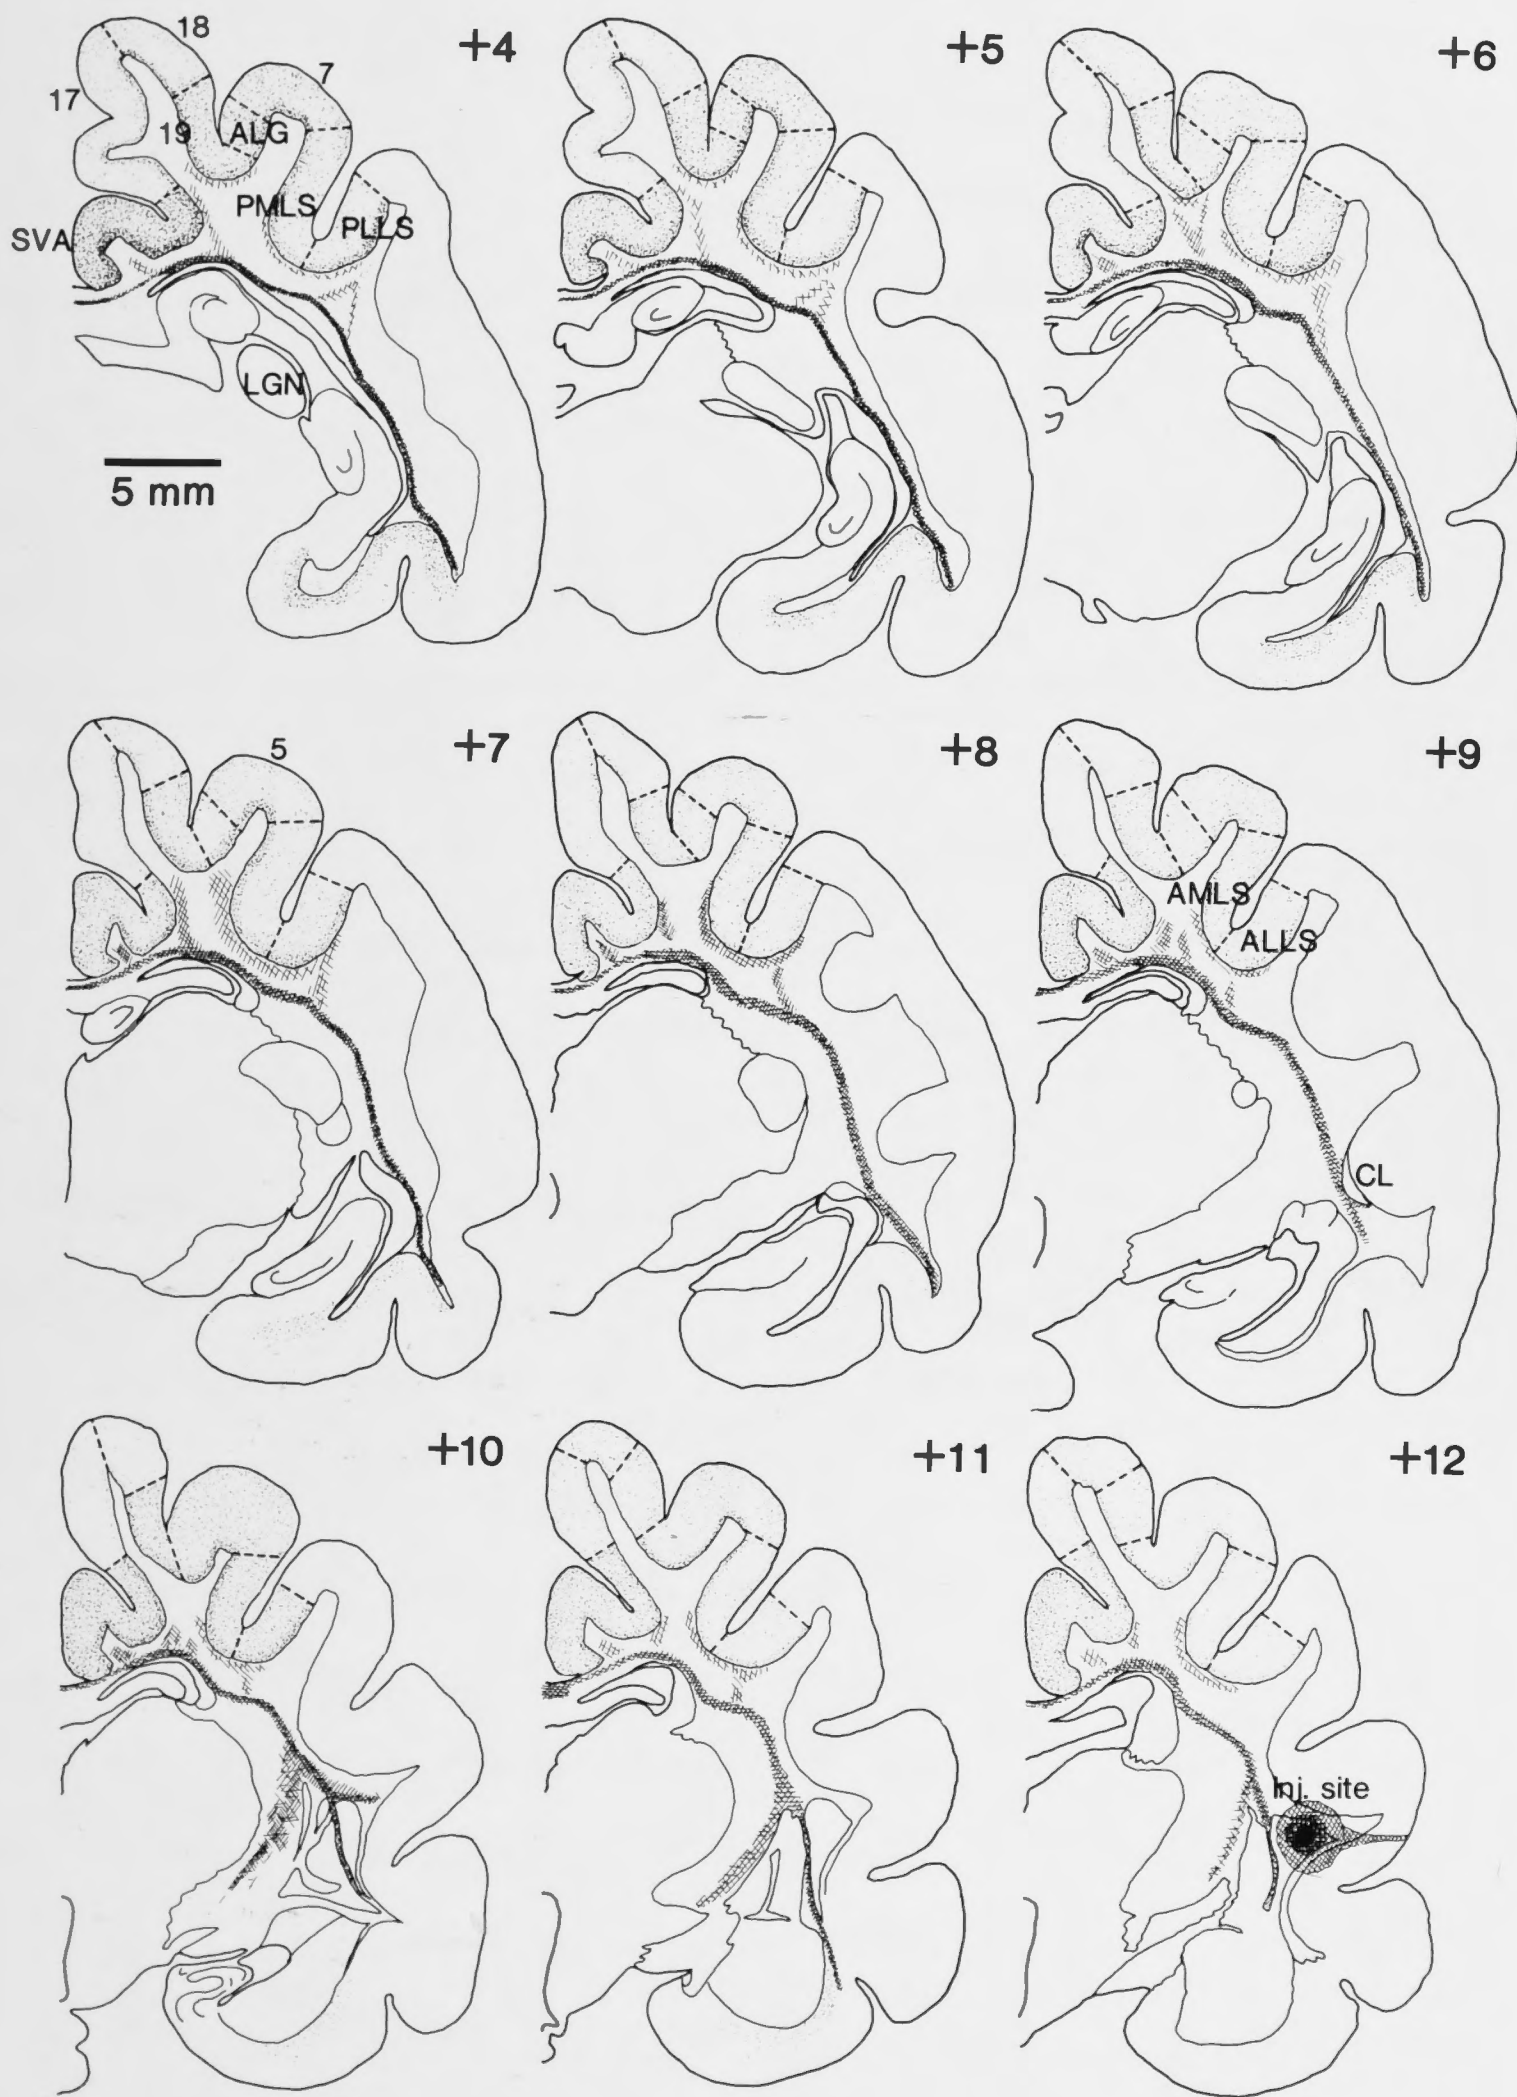 +4
18
7
17
19
ALG
PMLS
PLLS
SVA
LGN
5 mm
+5
+6
+7
5
+8
+9
AMLS
ALLS
CL
+10
+11
+12
Inj. site